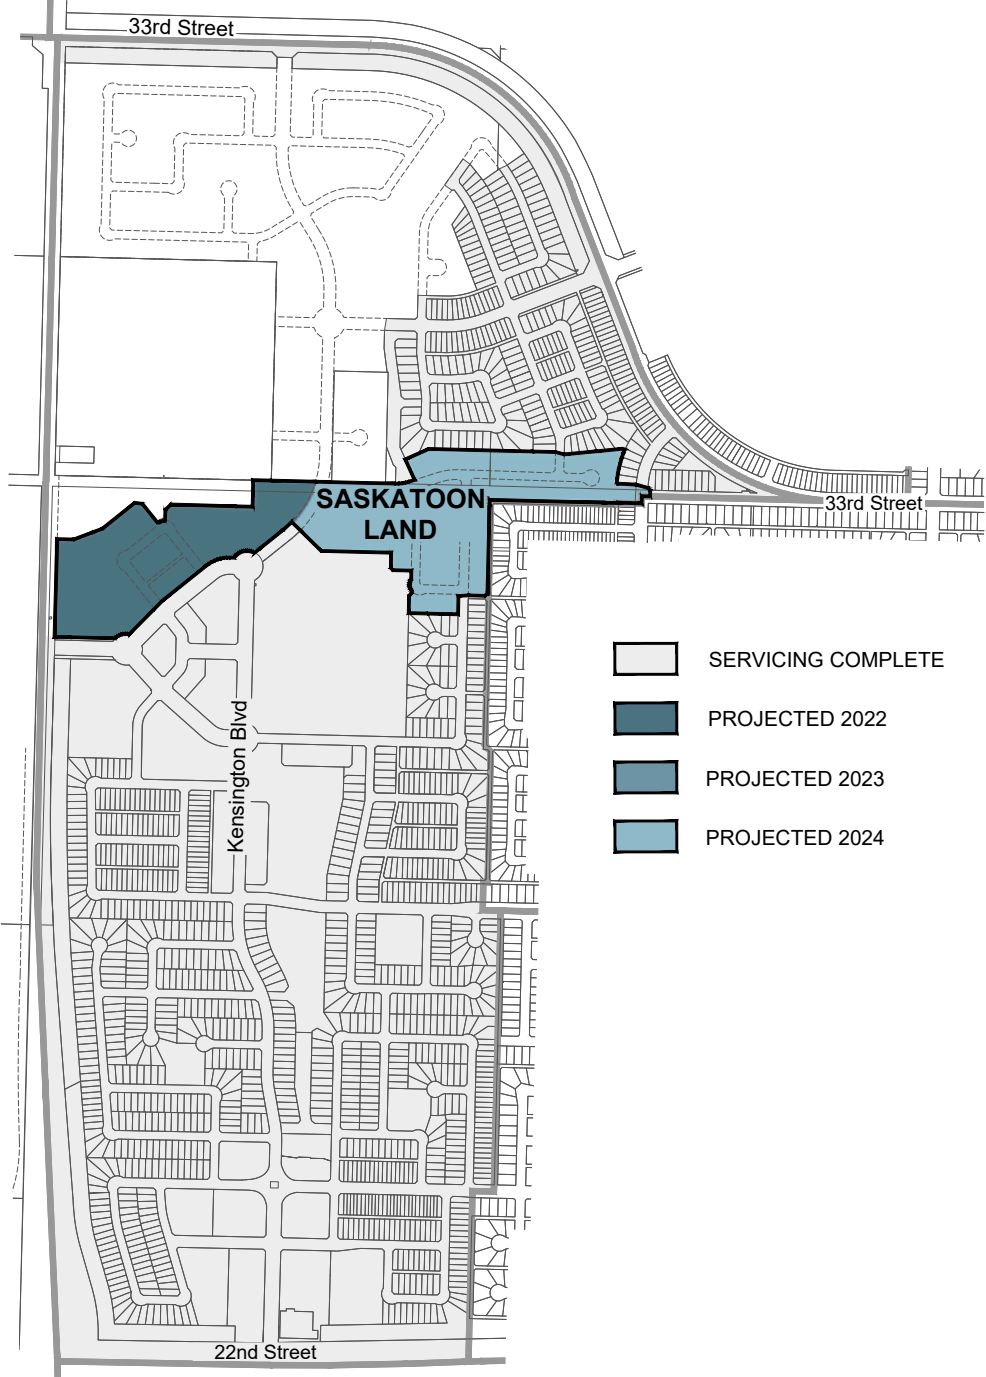 33rd Street
SASKATOON
LAND
33rd Street
SERVICING COMPLETE
PROJECTED 2022
Kensington Blvd
PROJECTED 2023
PROJECTED 2024
22nd Street